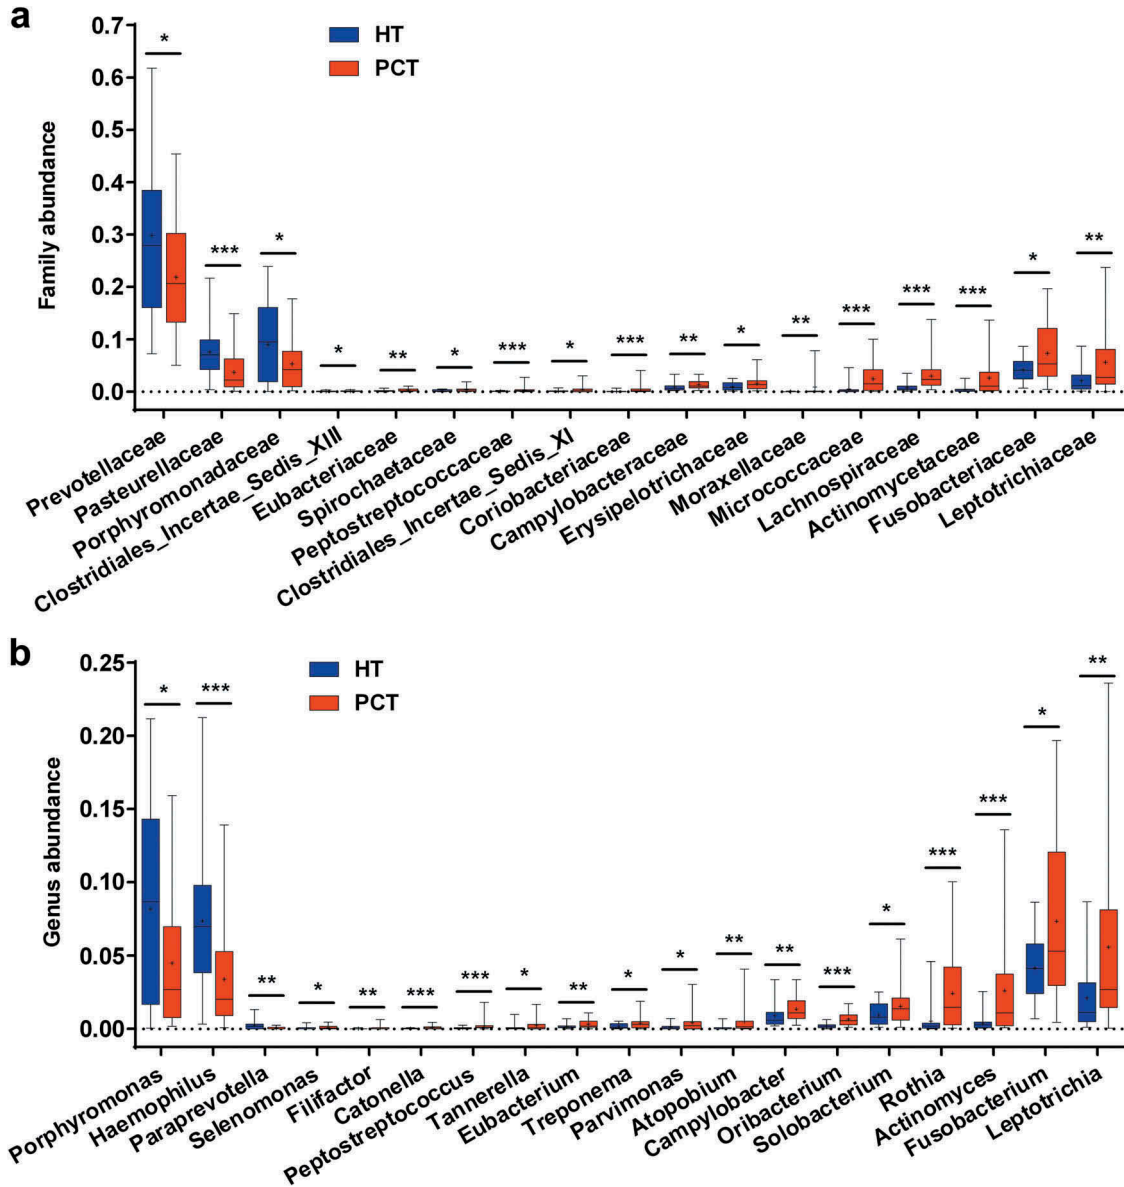 a
Family abundance
0.7
0.6
0.5
0.4
0.3
0.2
0.1
0.0
HT
PCT
*
***
*
*
**
*
***
*
***
**
*
**
***
***
***
*
**
Prevotellaceae
Pasteurellaceae
Porphyromonadaceae
Clostridiales_Incertae_Sedis_XIII
Eubacteriaceae
Spirochaetaceae
Peptostreptococcaceae
Clostridiales_Incertae_Sedis_XI
Coriobacteriaceae
Campylobacteraceae
Erysipelotrichaceae
Moraxellaceae
Micrococcaceae
Lachnospiraceae
Actinomycetaceae
Fusobacteriaceae
Leptotrichiaceae
b
Genus abundance
0.25
0.20
0.15
0.10
0.05
0.00
HT
PCT
*
***
**
*
**
***
***
*
**
*
*
**
**
***
*
***
***
*
**
Porphyromonas
Haemophilus
Paraprevotella
Selenomonas
Filifactor
Catonella
Peptostreptococcus
Tannerella
Eubacterium
Treponema
Parvimonas
Atopobium
Campylobacter
Oribacterium
Solobacterium
Rothia
Actinomyces
Fusobacterium
Leptotrichia